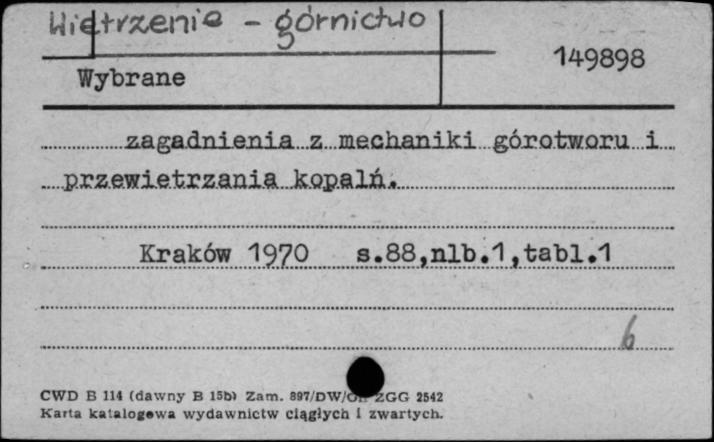 Wietrzenie - górnictwo
149898
Wybrane
zagadnienia z mechaniki górotworu i
przewietrzania kopalń.
Kraków 1970 s.88,nlb.1,tabl.1
6
CWD B 114 (dawny B 15b) Zam. 897/DW/ ZGG 2542
Karta katalogowa wydawnictw ciągłych i zwartych.